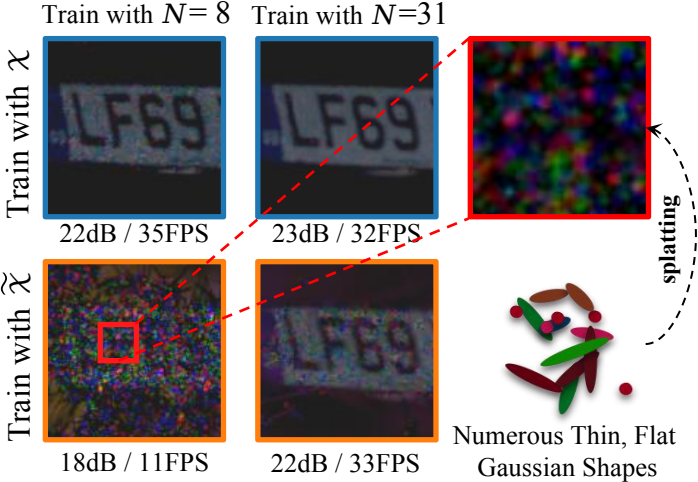 Train with N = 8
Train with N=31
Train with χ
LF69
LF69
22dB / 35FPS
23dB / 32FPS
splatting
Train with χ̃
LF69
18dB / 11FPS
22dB / 33FPS
Numerous Thin, Flat
Gaussian Shapes